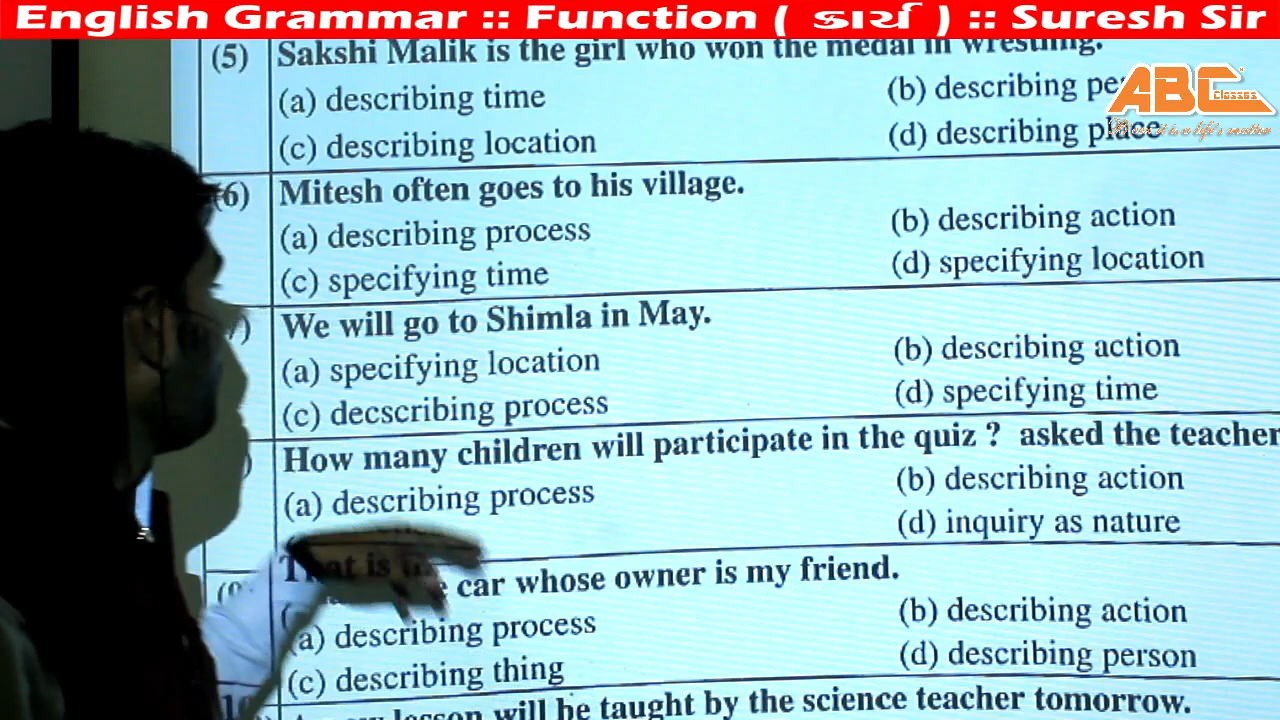 English Grammar :: Function ( કાર્ય ) :: Suresh Sir
(5) Sakshi Malik is the girl who won the medal in wrestling.
(a) describing time (b) describing
(c) describing location (d) describing place
ABC
Classes
(6) Mitesh often goes to his village.
(a) describing process (b) describing action
(c) specifying time (d) specifying location
We will go to Shimla in May.
(a) specifying location (b) describing action
(c) decscribing process (d) specifying time
How many children will participate in the quiz ? asked the teacher
(a) describing process (b) describing action
(d) inquiry as nature
That is car whose owner is my friend.
(a) describing process (b) describing action
(c) describing thing (d) describing person
lesson will be taught by the science teacher tomorrow.